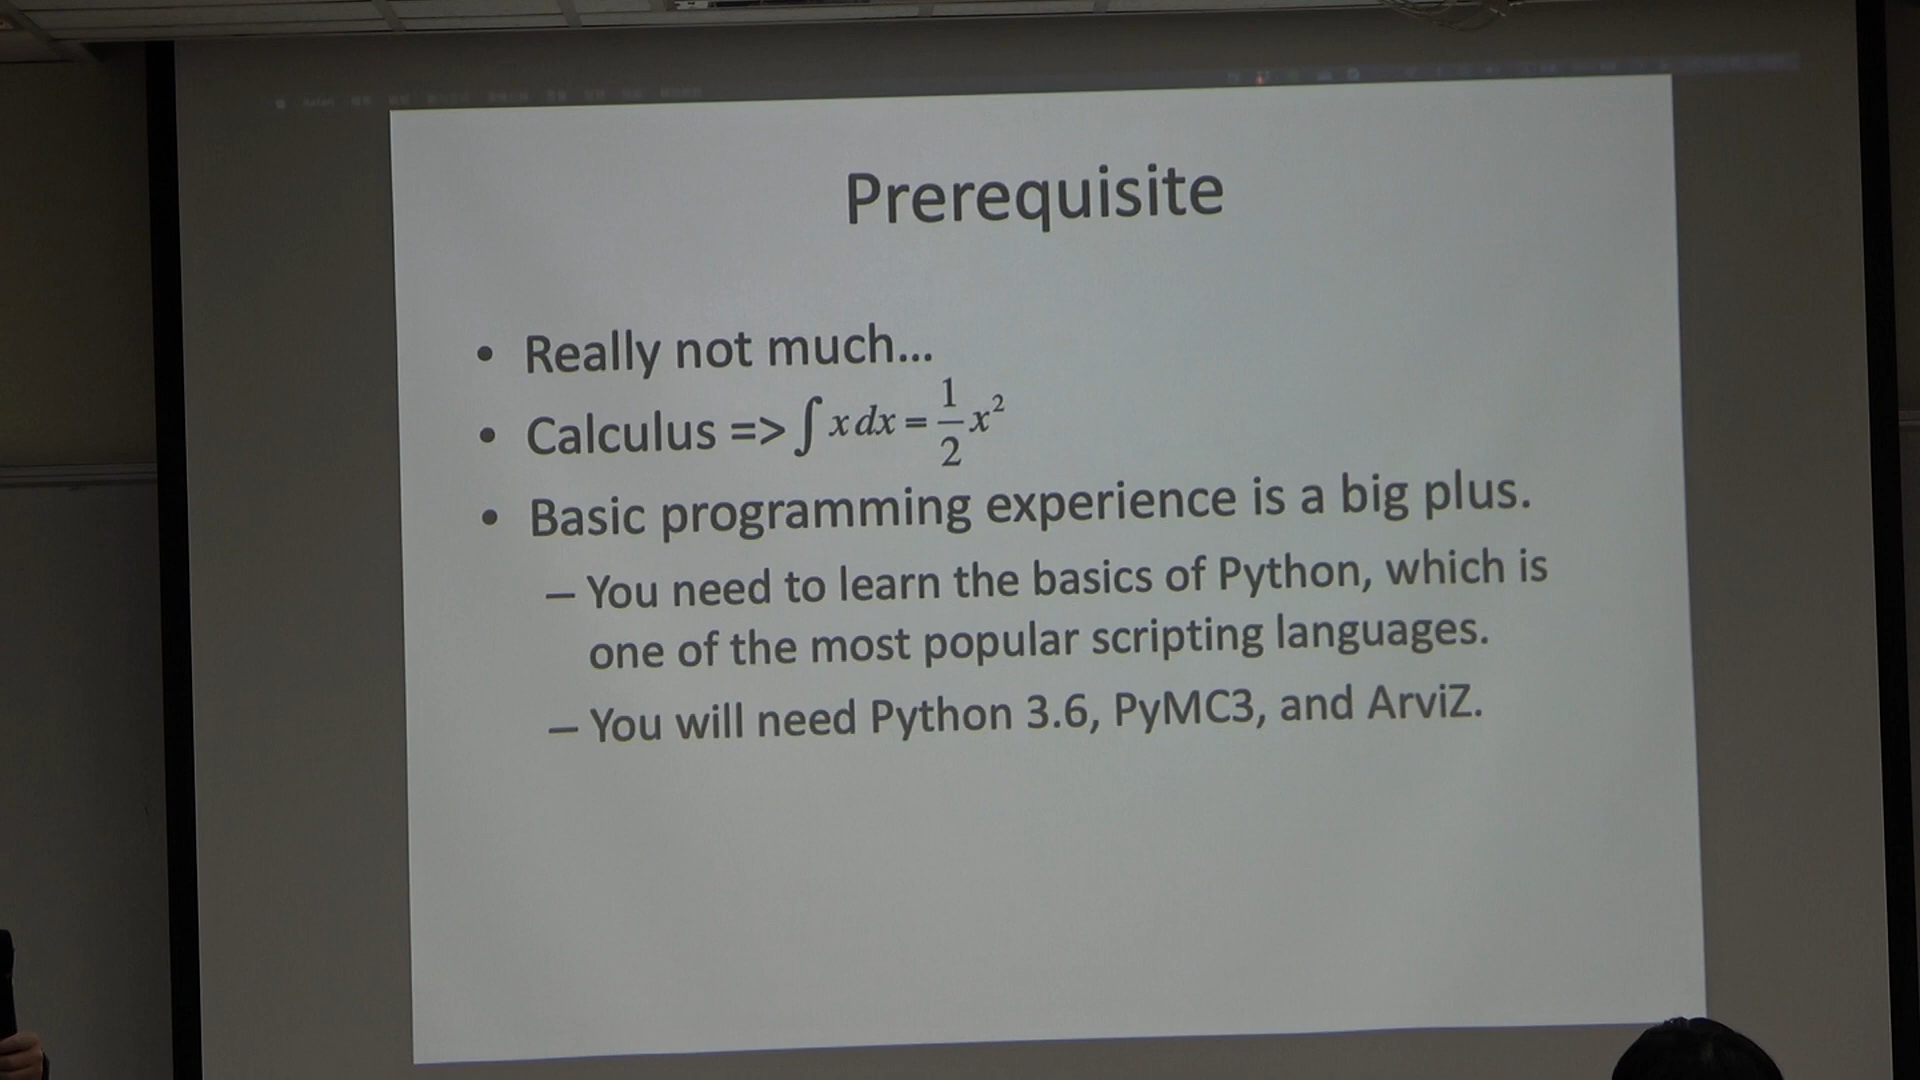 Safari
Prerequisite
• Really not much...
• Calculus => ∫ x dx = 1/2 x²
• Basic programming experience is a big plus.
– You need to learn the basics of Python, which is
one of the most popular scripting languages.
– You will need Python 3.6, PyMC3, and ArviZ.